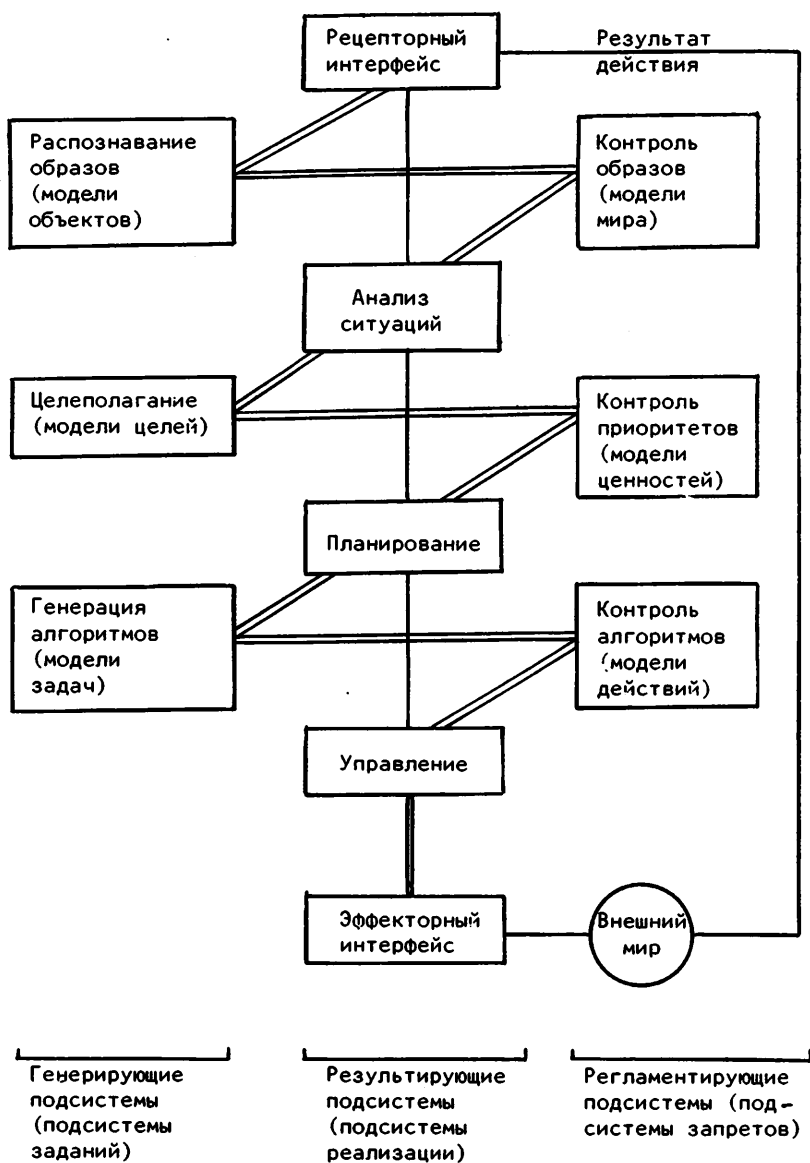 Рецепторный
интерфейс
Результат
действия
Распознавание
образов
(модели
объектов)
Контроль
образов
(модели
мира)
Анализ
ситуаций
Целеполагание
(модели целей)
Контроль
приоритетов
(модели
ценностей)
Планирование
Генерация
алгоритмов
(модели
задач)
Контроль
алгоритмов
(модели
действий)
Управление
Эффекторный
интерфейс
Внешний
мир
Генерирующие
подсистемы
(подсистемы
заданий)
Результирующие
подсистемы
(подсистемы
реализации)
Регламентирующие
подсистемы (под-
системы запретов)